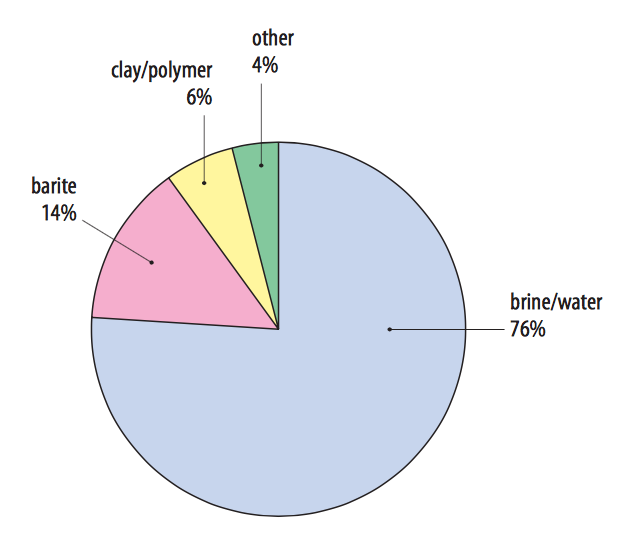 other
4%
clay/polymer
6%
barite
14%
brine/water
76%